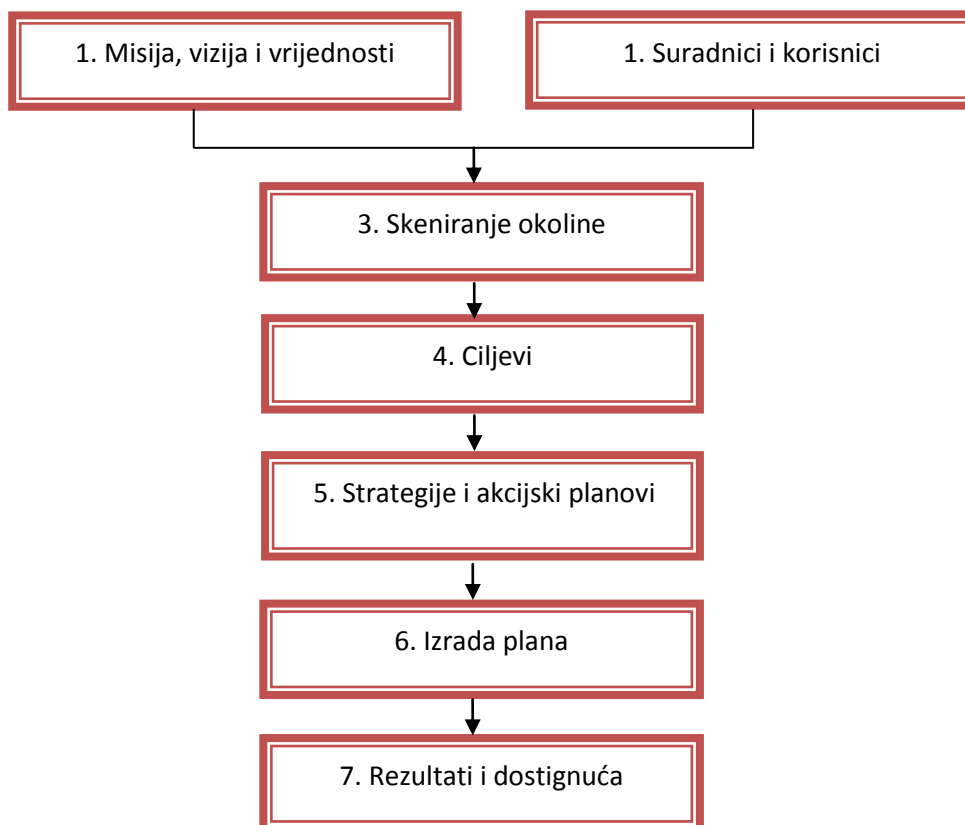 1. Misija, vizija i vrijednosti
1. Suradnici i korisnici
3. Skeniranje okoline
4. Ciljevi
5. Strategije i akcijski planovi
6. Izrada plana
7. Rezultati i dostignuća